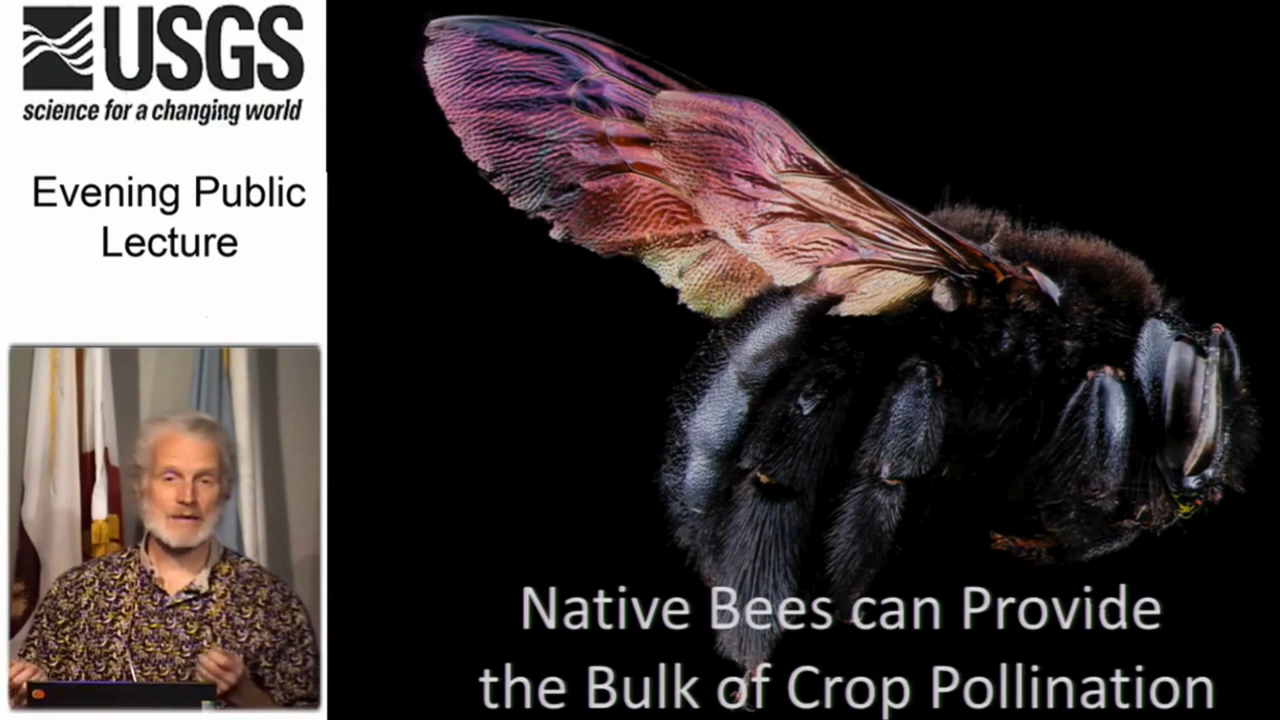 USGS
science for a changing world
Evening Public
Lecture
Native Bees can Provide
the Bulk of Crop Pollination